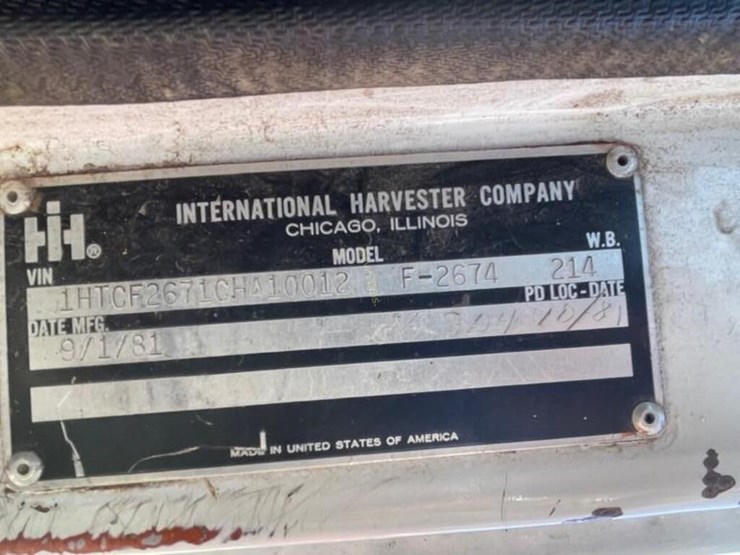 IH®
INTERNATIONAL HARVESTER COMPANY
CHICAGO, ILLINOIS
VIN MODEL W.B.
1HTCF2671CHA10012 F-2674 214
DATE MFG. PD LOC-DATE
9/1/81 10/81
MADE IN UNITED STATES OF AMERICA